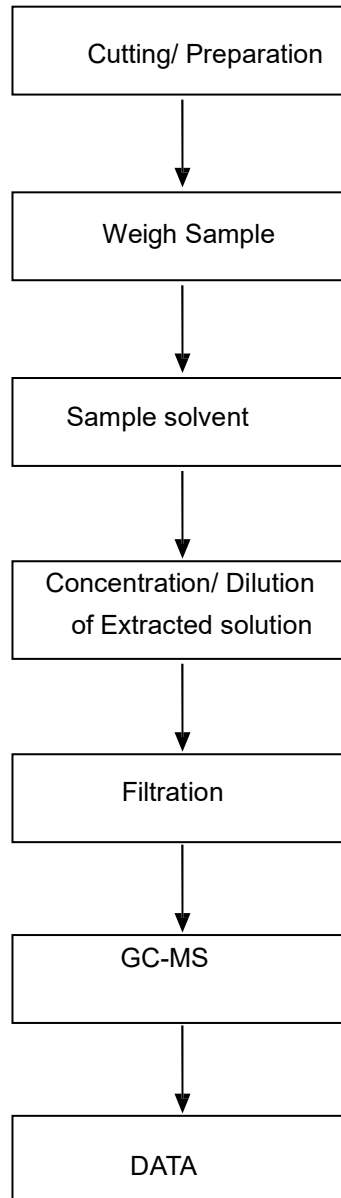 Cutting/ Preparation
Weigh Sample
Sample solvent
Concentration/ Dilution
of Extracted solution
Filtration
GC-MS
DATA